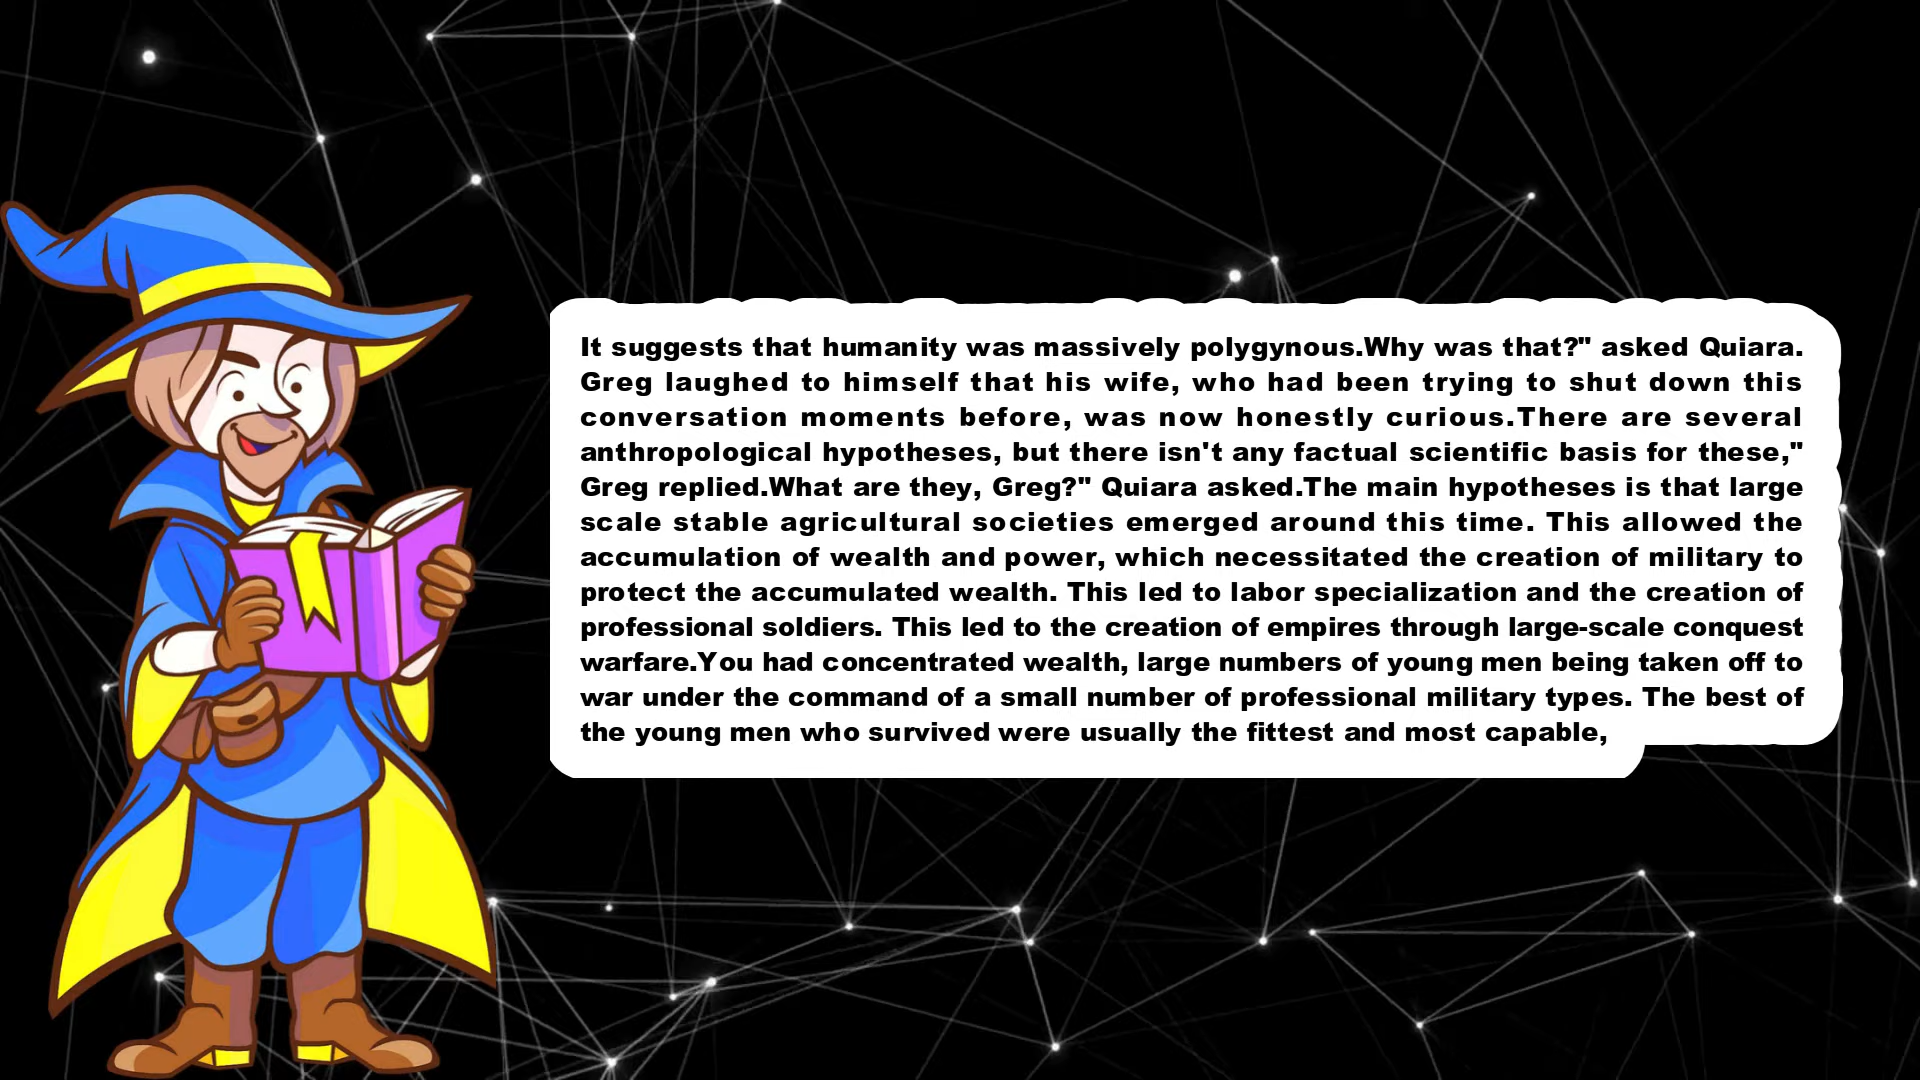 It suggests that humanity was massively polygynous.Why was that?" asked Quiara.
Greg laughed to himself that his wife, who had been trying to shut down this
conversation moments before, was now honestly curious.There are several
anthropological hypotheses, but there isn't any factual scientific basis for these,"
Greg replied.What are they, Greg?" Quiara asked.The main hypotheses is that large
scale stable agricultural societies emerged around this time. This allowed the
accumulation of wealth and power, which necessitated the creation of military to
protect the accumulated wealth. This led to labor specialization and the creation of
professional soldiers. This led to the creation of empires through large-scale conquest
warfare.You had concentrated wealth, large numbers of young men being taken off to
war under the command of a small number of professional military types. The best of
the young men who survived were usually the fittest and most capable,